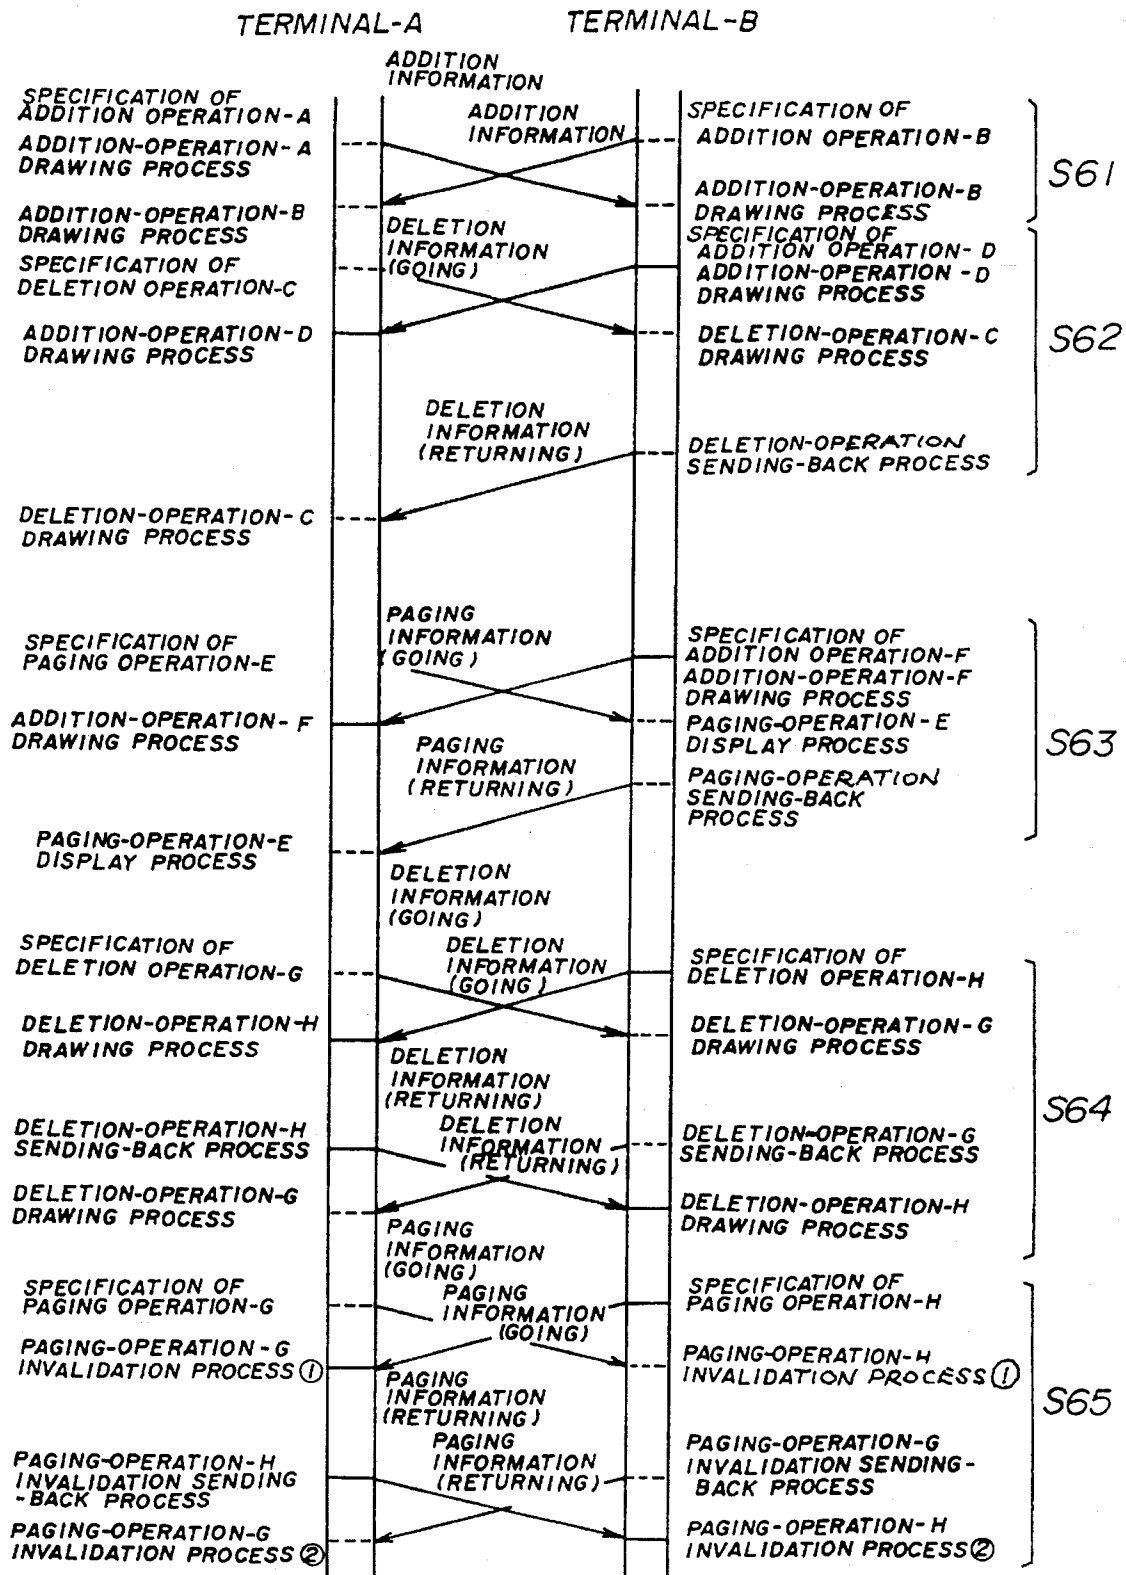 TERMINAL-A
TERMINAL-B
ADDITION
INFORMATION
SPECIFICATION OF
ADDITION OPERATION-A
ADDITION
INFORMATION
SPECIFICATION OF
ADDITION OPERATION-B
ADDITION-OPERATION-A
DRAWING PROCESS
S61
ADDITION-OPERATION-B
DRAWING PROCESS
ADDITION-OPERATION-B
DRAWING PROCESS
DELETION
INFORMATION
(GOING)
SPECIFICATION OF
ADDITION OPERATION-D
ADDITION-OPERATION-D
DRAWING PROCESS
SPECIFICATION OF
DELETION OPERATION-C
ADDITION-OPERATION-D
DRAWING PROCESS
DELETION-OPERATION-C
DRAWING PROCESS
S62
DELETION
INFORMATION
(RETURNING)
DELETION-OPERATION
SENDING-BACK PROCESS
DELETION-OPERATION-C
DRAWING PROCESS
PAGING
INFORMATION
(GOING)
SPECIFICATION OF
PAGING OPERATION-E
SPECIFICATION OF
ADDITION OPERATION-F
ADDITION-OPERATION-F
DRAWING PROCESS
ADDITION-OPERATION-F
DRAWING PROCESS
PAGING-OPERATION-E
DISPLAY PROCESS
S63
PAGING
INFORMATION
(RETURNING)
PAGING-OPERATION
SENDING-BACK
PROCESS
PAGING-OPERATION-E
DISPLAY PROCESS
DELETION
INFORMATION
(GOING)
SPECIFICATION OF
DELETION OPERATION-G
DELETION
INFORMATION
(GOING)
SPECIFICATION OF
DELETION OPERATION-H
DELETION-OPERATION-H
DRAWING PROCESS
DELETION-OPERATION-G
DRAWING PROCESS
DELETION
INFORMATION
(RETURNING)
S64
DELETION-OPERATION-H
SENDING-BACK PROCESS
DELETION
INFORMATION
(RETURNING)
DELETION-OPERATION-G
SENDING-BACK PROCESS
DELETION-OPERATION-G
DRAWING PROCESS
DELETION-OPERATION-H
DRAWING PROCESS
PAGING
INFORMATION
(GOING)
SPECIFICATION OF
PAGING OPERATION-G
PAGING
INFORMATION
(GOING)
SPECIFICATION OF
PAGING OPERATION-H
PAGING-OPERATION-G
INVALIDATION PROCESS①
PAGING-OPERATION-H
INVALIDATION PROCESS①
PAGING
INFORMATION
(RETURNING)
S65
PAGING-OPERATION-H
INVALIDATION SENDING
-BACK PROCESS
PAGING
INFORMATION
(RETURNING)
PAGING-OPERATION-G
INVALIDATION SENDING-
BACK PROCESS
PAGING-OPERATION-G
INVALIDATION PROCESS②
PAGING-OPERATION-H
INVALIDATION PROCESS②